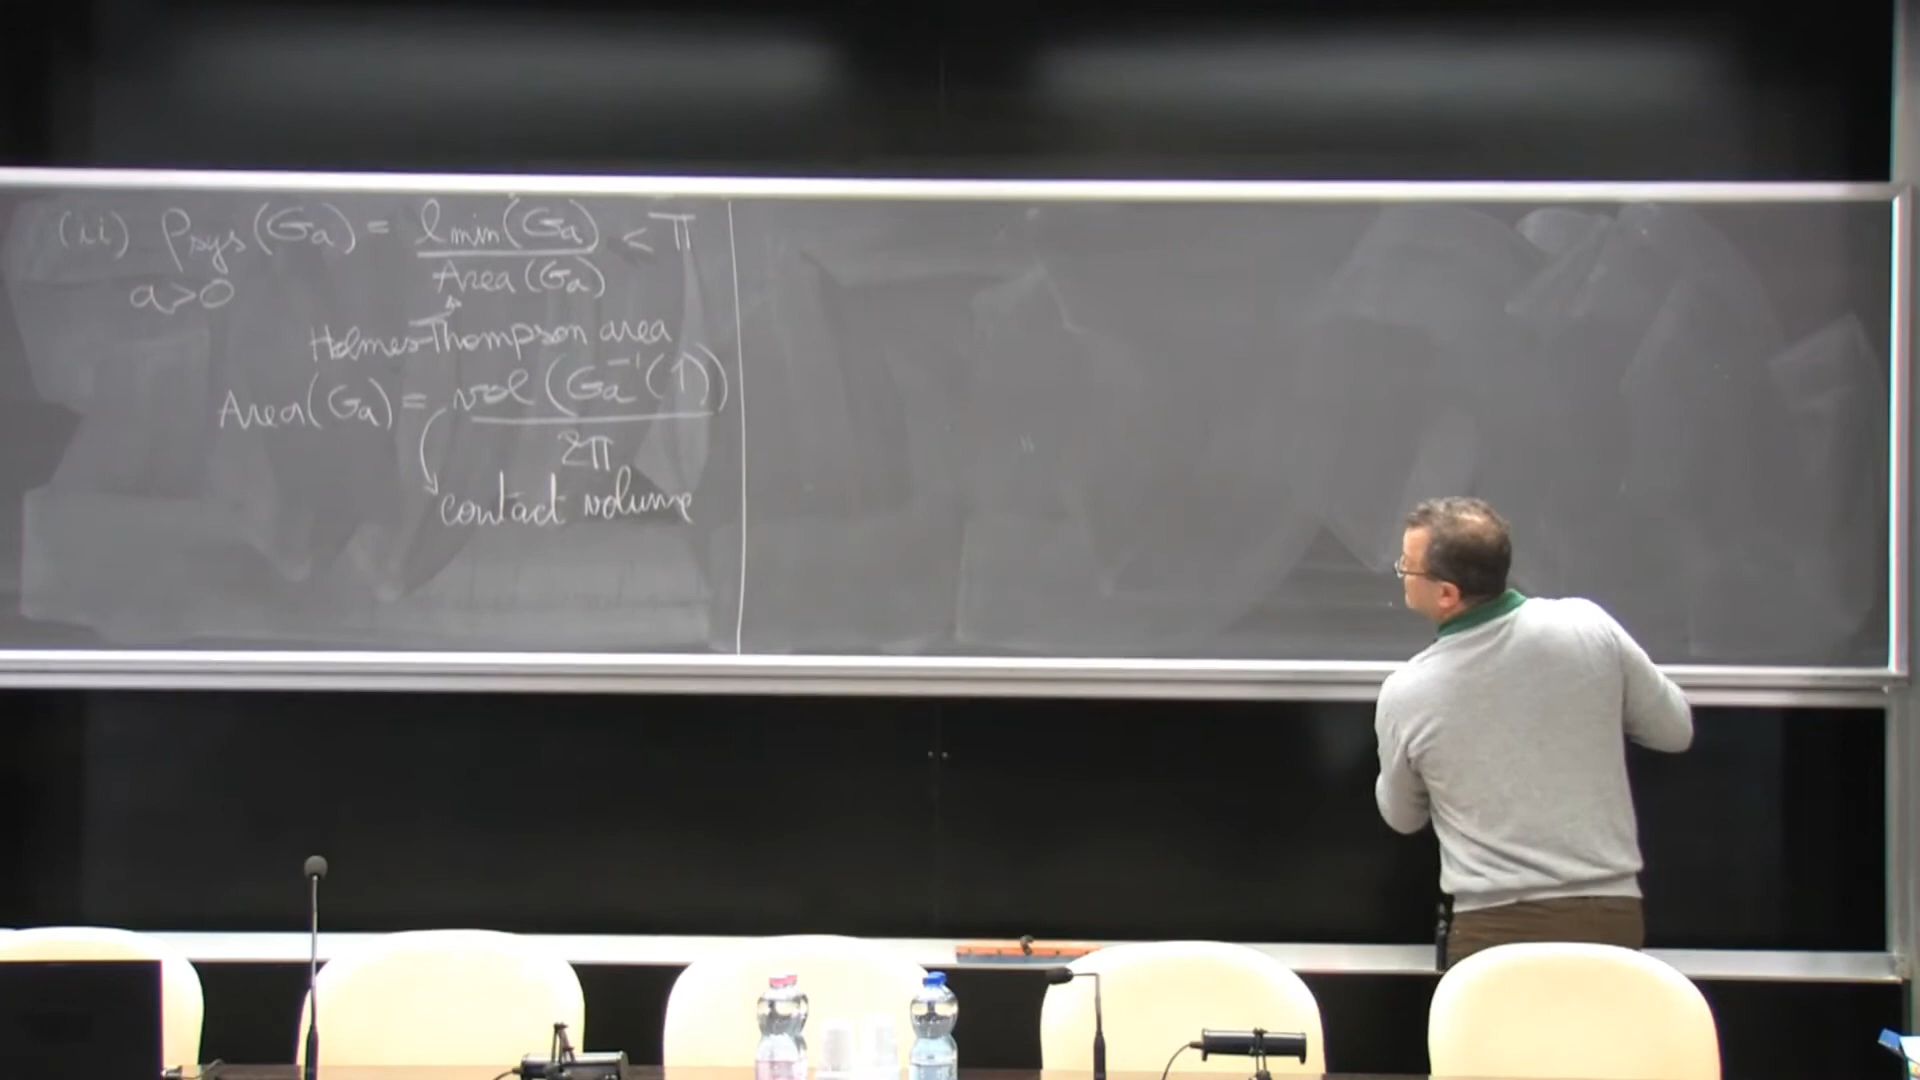 (ii) ρsys(Ga) = lmin(Ga) / Area(Ga) < π
a>0
Holmes-Thompson area
Area(Ga) = vol(Ga⁻¹(1)) / 2π
contact volume